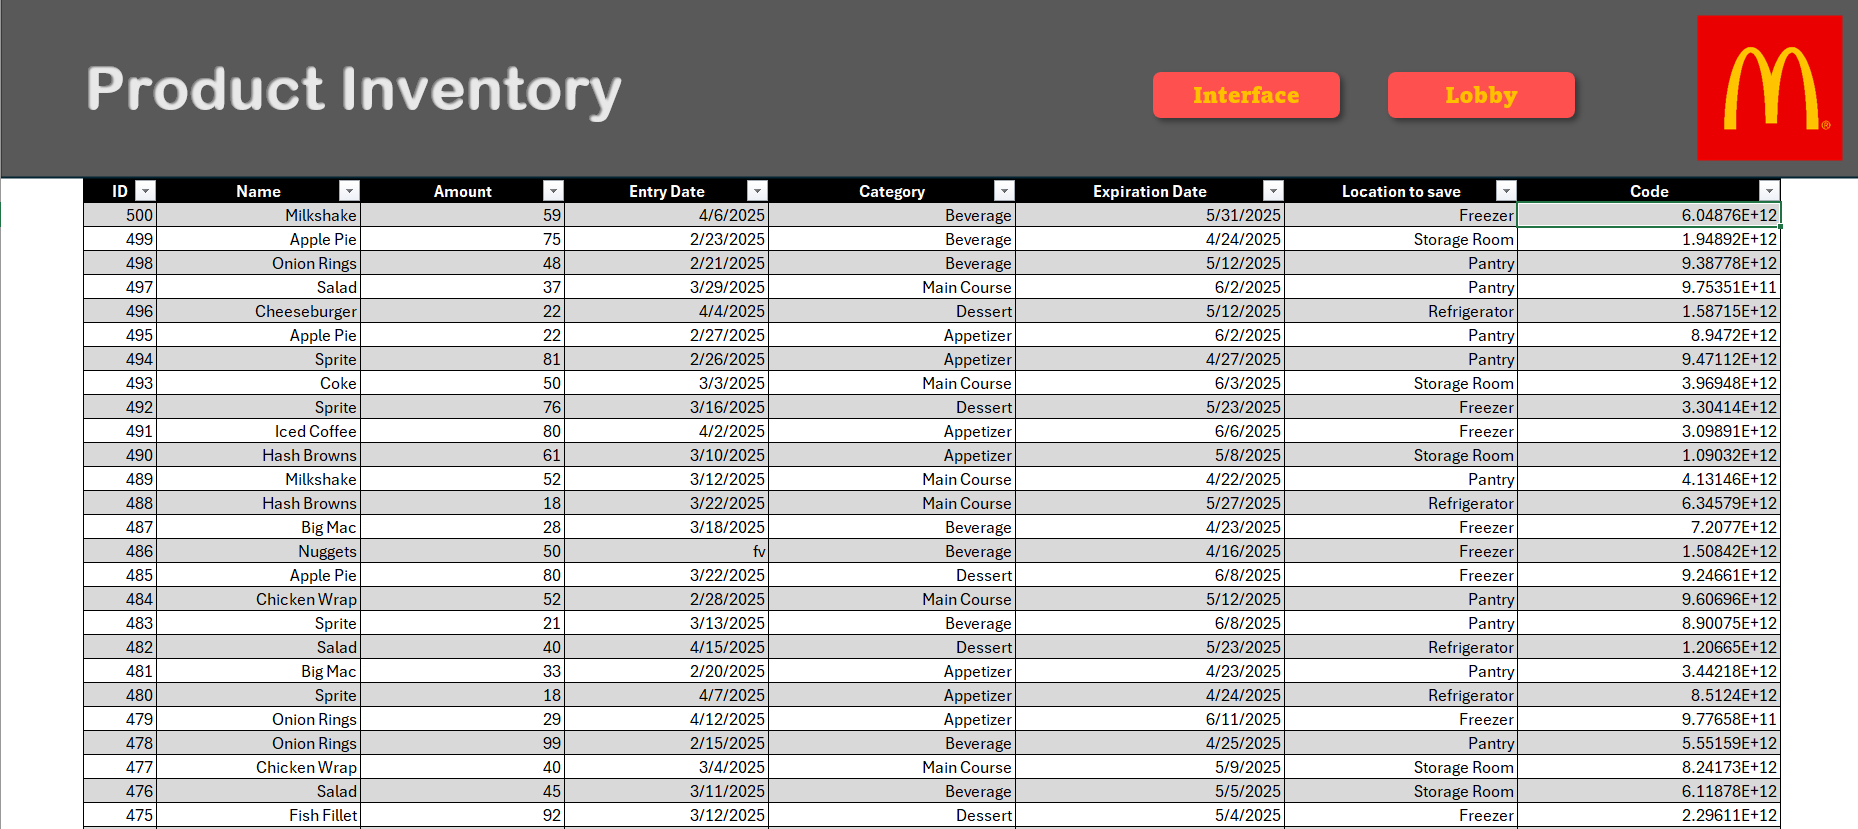 Product Inventory
Interface Lobby
M®
ID Name Amount Entry Date Category Expiration Date Location to save Code
500 Milkshake 59 4/6/2025 Beverage 5/31/2025 Freezer 6.04876E+12
499 Apple Pie 75 2/23/2025 Beverage 4/24/2025 Storage Room 1.94892E+12
498 Onion Rings 48 2/21/2025 Beverage 5/12/2025 Pantry 9.38778E+12
497 Salad 37 3/29/2025 Main Course 6/2/2025 Pantry 9.75351E+11
496 Cheeseburger 22 4/4/2025 Dessert 5/12/2025 Refrigerator 1.58715E+12
495 Apple Pie 22 2/27/2025 Appetizer 6/2/2025 Pantry 8.9472E+12
494 Sprite 81 2/26/2025 Appetizer 4/27/2025 Pantry 9.47112E+12
493 Coke 50 3/3/2025 Main Course 6/3/2025 Storage Room 3.96948E+12
492 Sprite 76 3/16/2025 Dessert 5/23/2025 Freezer 3.30414E+12
491 Iced Coffee 80 4/2/2025 Appetizer 6/6/2025 Freezer 3.09891E+12
490 Hash Browns 61 3/10/2025 Appetizer 5/8/2025 Storage Room 1.09032E+12
489 Milkshake 52 3/12/2025 Main Course 4/22/2025 Pantry 4.13146E+12
488 Hash Browns 18 3/22/2025 Main Course 5/27/2025 Refrigerator 6.34579E+12
487 Big Mac 28 3/18/2025 Beverage 4/23/2025 Freezer 7.2077E+12
486 Nuggets 50 fv Beverage 4/16/2025 Freezer 1.50842E+12
485 Apple Pie 80 3/22/2025 Dessert 6/8/2025 Freezer 9.24661E+12
484 Chicken Wrap 52 2/28/2025 Main Course 5/12/2025 Pantry 9.60696E+12
483 Sprite 21 3/13/2025 Beverage 6/8/2025 Pantry 8.90075E+12
482 Salad 40 4/15/2025 Dessert 5/23/2025 Refrigerator 1.20665E+12
481 Big Mac 33 2/20/2025 Appetizer 4/23/2025 Pantry 3.44218E+12
480 Sprite 18 4/7/2025 Appetizer 4/24/2025 Refrigerator 8.5124E+12
479 Onion Rings 29 4/12/2025 Appetizer 6/11/2025 Freezer 9.77658E+11
478 Onion Rings 99 2/15/2025 Beverage 4/25/2025 Pantry 5.55159E+12
477 Chicken Wrap 40 3/4/2025 Main Course 5/9/2025 Storage Room 8.24173E+12
476 Salad 45 3/11/2025 Beverage 5/5/2025 Storage Room 6.11878E+12
475 Fish Fillet 92 3/12/2025 Dessert 5/4/2025 Freezer 2.29611E+12